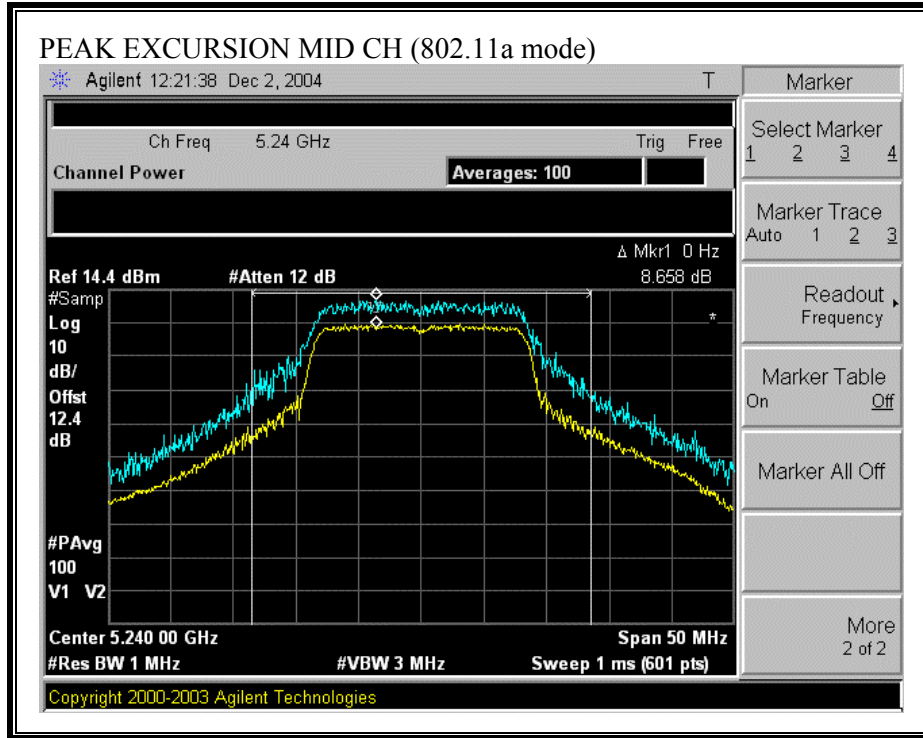 PEAK EXCURSION MID CH (802.11a mode)
Agilent 12:21:38 Dec 2, 2004 T
Ch Freq 5.24 GHz Trig Free
Channel Power Averages: 100
Δ Mkr1 0 Hz
Ref 14.4 dBm #Atten 12 dB 8.658 dB
#Samp
Log
10
dB/
Offst
12.4
dB
*
#PAvg
100
V1 V2
Center 5.240 00 GHz Span 50 MHz
#Res BW 1 MHz #VBW 3 MHz Sweep 1 ms (601 pts)
Copyright 2000-2003 Agilent Technologies
Marker
Select Marker
1 2 3 4
Marker Trace
Auto 1 2 3
Readout
Frequency
Marker Table
On Off
Marker All Off
More
2 of 2